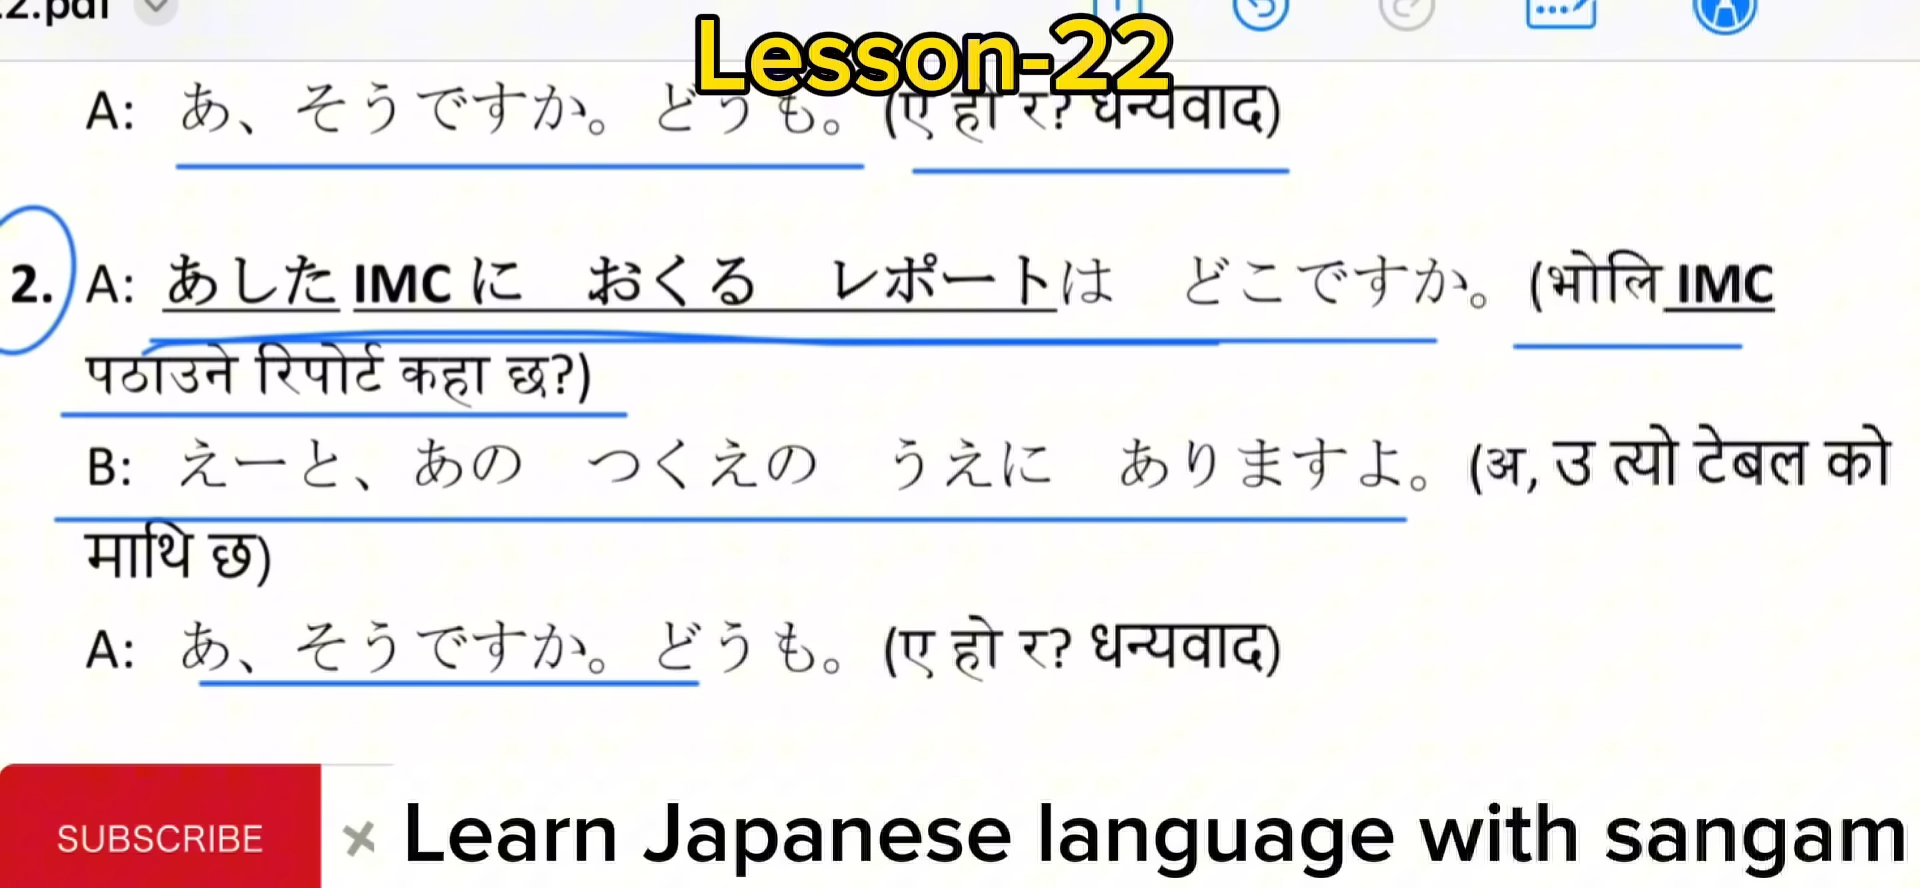 2.pdf
Lesson-22
A: あ、そうですか。どうも。(ए हो र? धन्यवाद)
2. A: あした IMC に おくる レポートは どこですか。(भोलि IMC
पठाउने रिपोर्ट कहा छ?)
B: えーと、あの つくえの うえに ありますよ。(अ, उ त्यो टेबल को
माथि छ)
A: あ、そうですか。どうも。(ए हो र? धन्यवाद)
SUBSCRIBE × Learn Japanese language with sangam